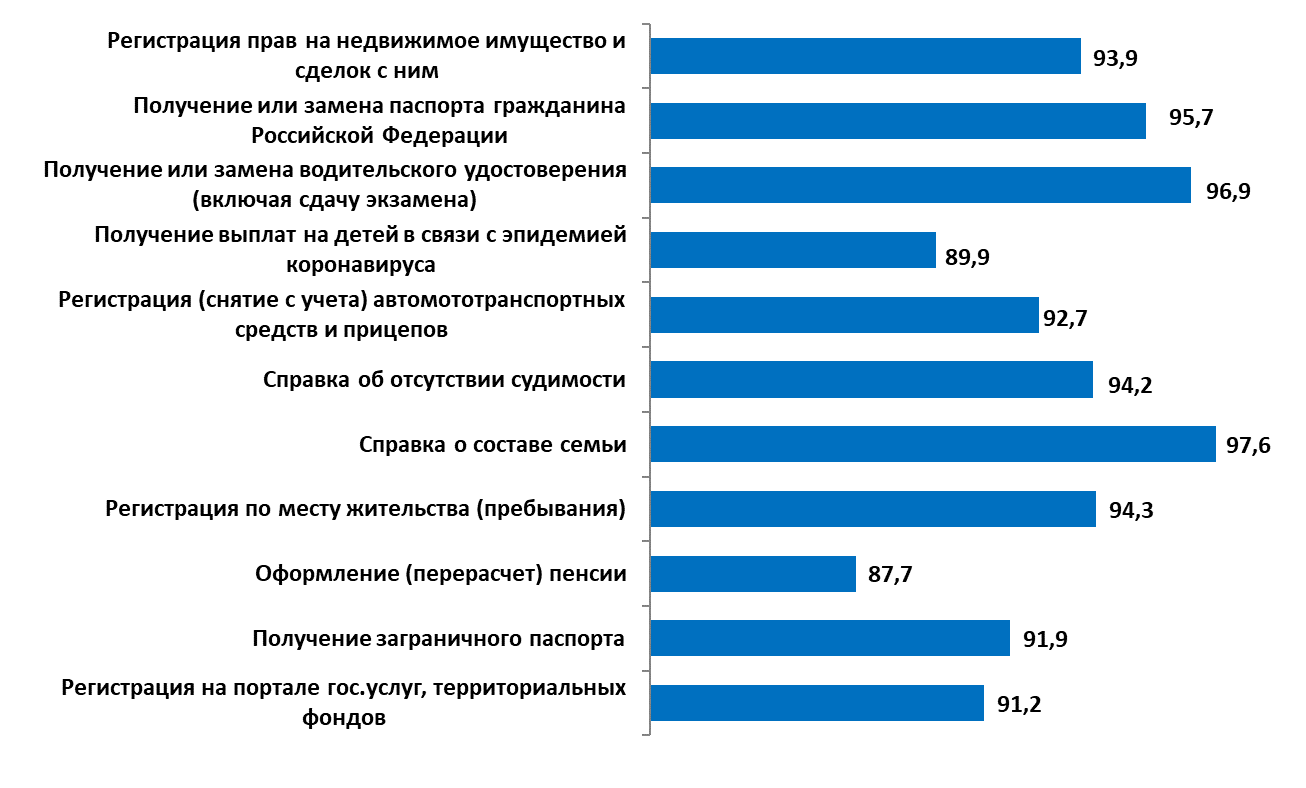 Регистрация прав на недвижимое имущество и
сделок с ним
93,9
Получение или замена паспорта гражданина
Российской Федерации
95,7
Получение или замена водительского удостоверения
(включая сдачу экзамена)
96,9
Получение выплат на детей в связи с эпидемией
коронавируса
89,9
Регистрация (снятие с учета) автомототранспортных
средств и прицепов
92,7
Справка об отсутствии судимости
94,2
Справка о составе семьи
97,6
Регистрация по месту жительства (пребывания)
94,3
Оформление (перерасчет) пенсии
87,7
Получение заграничного паспорта
91,9
Регистрация на портале гос.услуг, территориальных
фондов
91,2